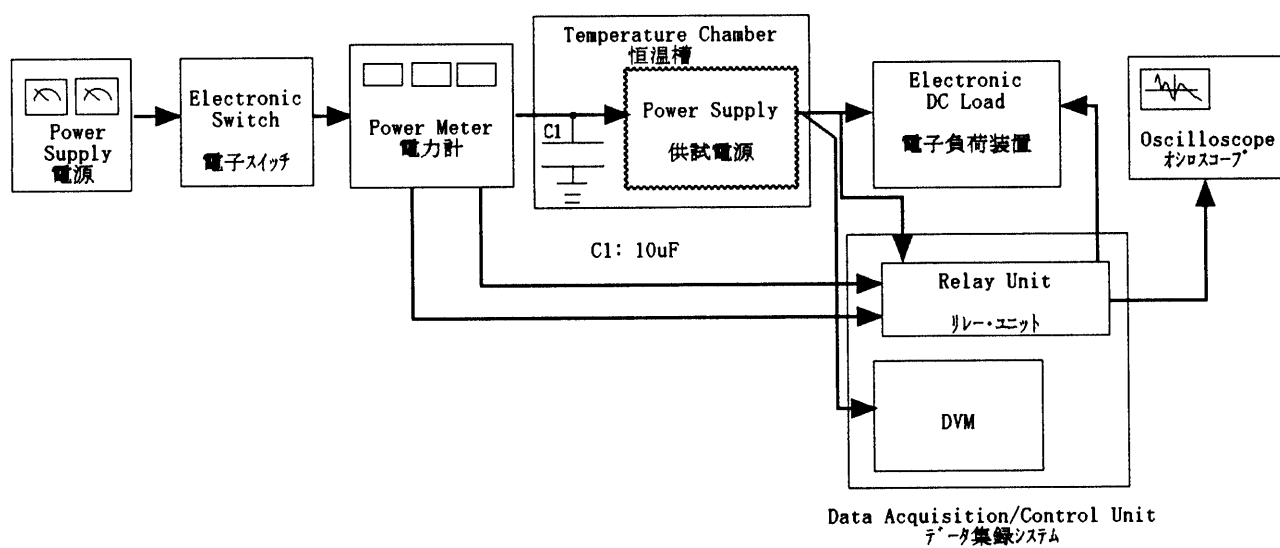 Power
Supply
電源
Electronic
Switch
電子スイッチ
Power Meter
電力計
Temperature Chamber
恒温槽
C1
Power Supply
供試電源
Electronic
DC Load
電子負荷装置
Oscilloscope
オシロスコープ
C1: 10uF
Relay Unit
リレー・ユニット
DVM
Data Acquisition/Control Unit
データ集録システム